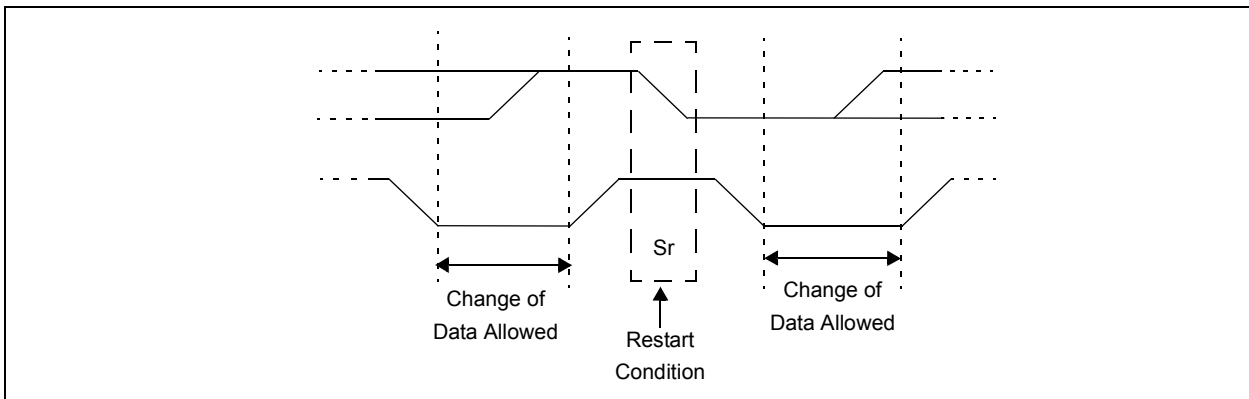 Sr
Change of
Data Allowed
Restart
Condition
Change of
Data Allowed